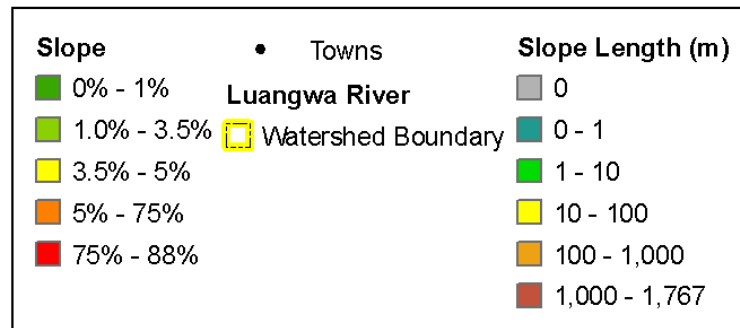 Slope
0% - 1%
1.0% - 3.5%
3.5% - 5%
5% - 75%
75% - 88%
Towns
Luangwa River
Watershed Boundary
Slope Length (m)
0
0 - 1
1 - 10
10 - 100
100 - 1,000
1,000 - 1,767